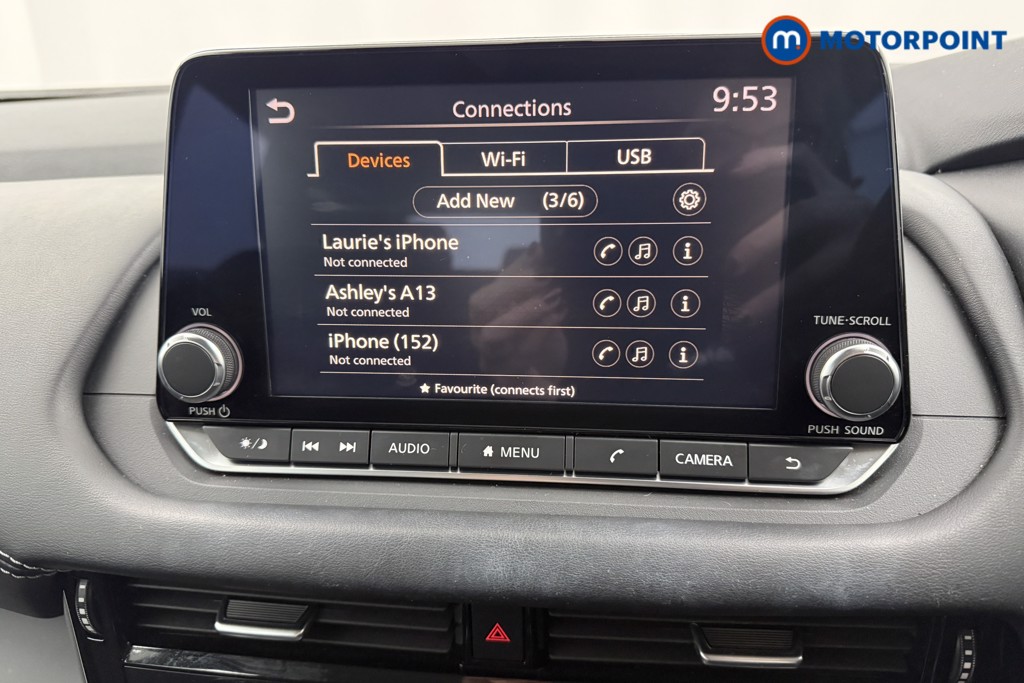 m MOTORPOINT
Connections 9:53
Devices Wi-Fi USB
Add New (3/6)
Laurie's iPhone
Not connected
Ashley's A13
Not connected
iPhone (152)
Not connected
★ Favourite (connects first)
VOL
PUSH
TUNE·SCROLL
PUSH SOUND
AUDIO MENU CAMERA